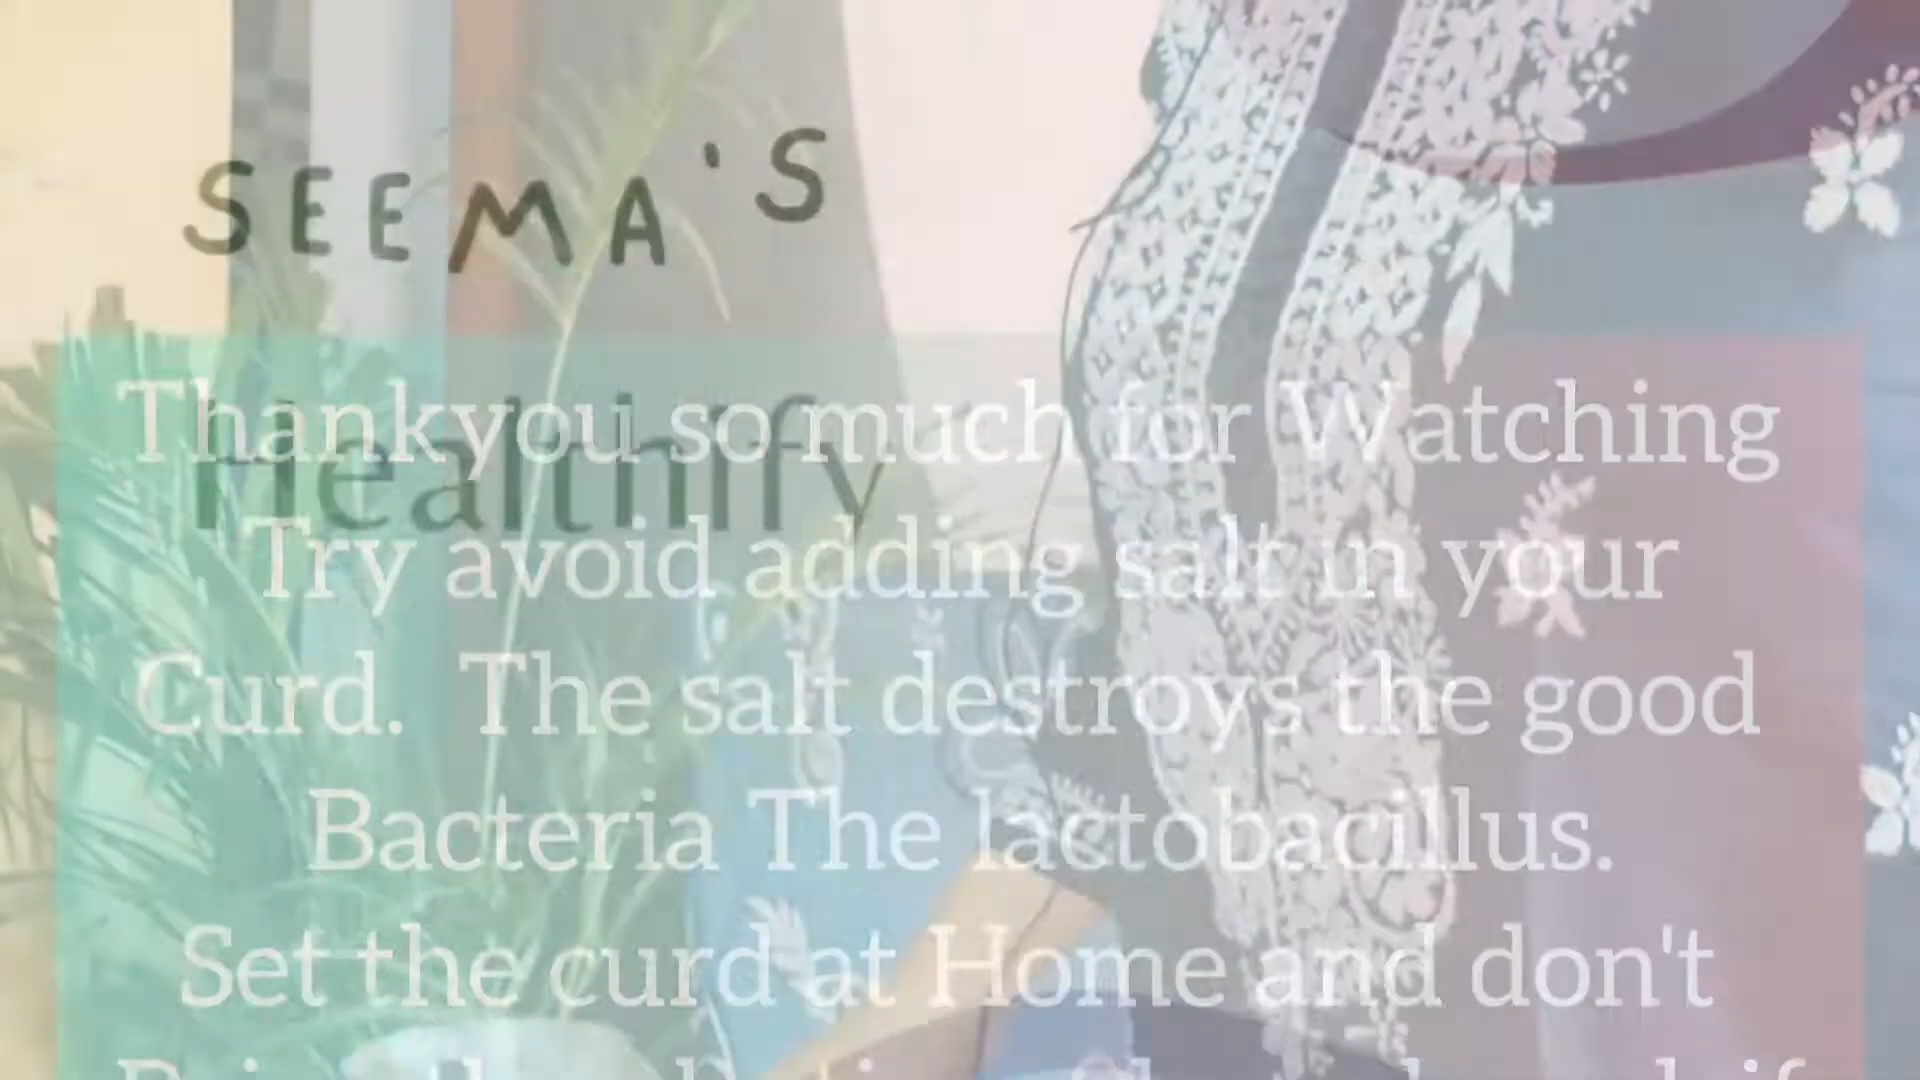 SEEMA'S
Healthify
Thankyou so much for Watching
Try avoid adding salt in your
Curd. The salt destroys the good
Bacteria The lactobacillus.
Set the curd at Home and don't